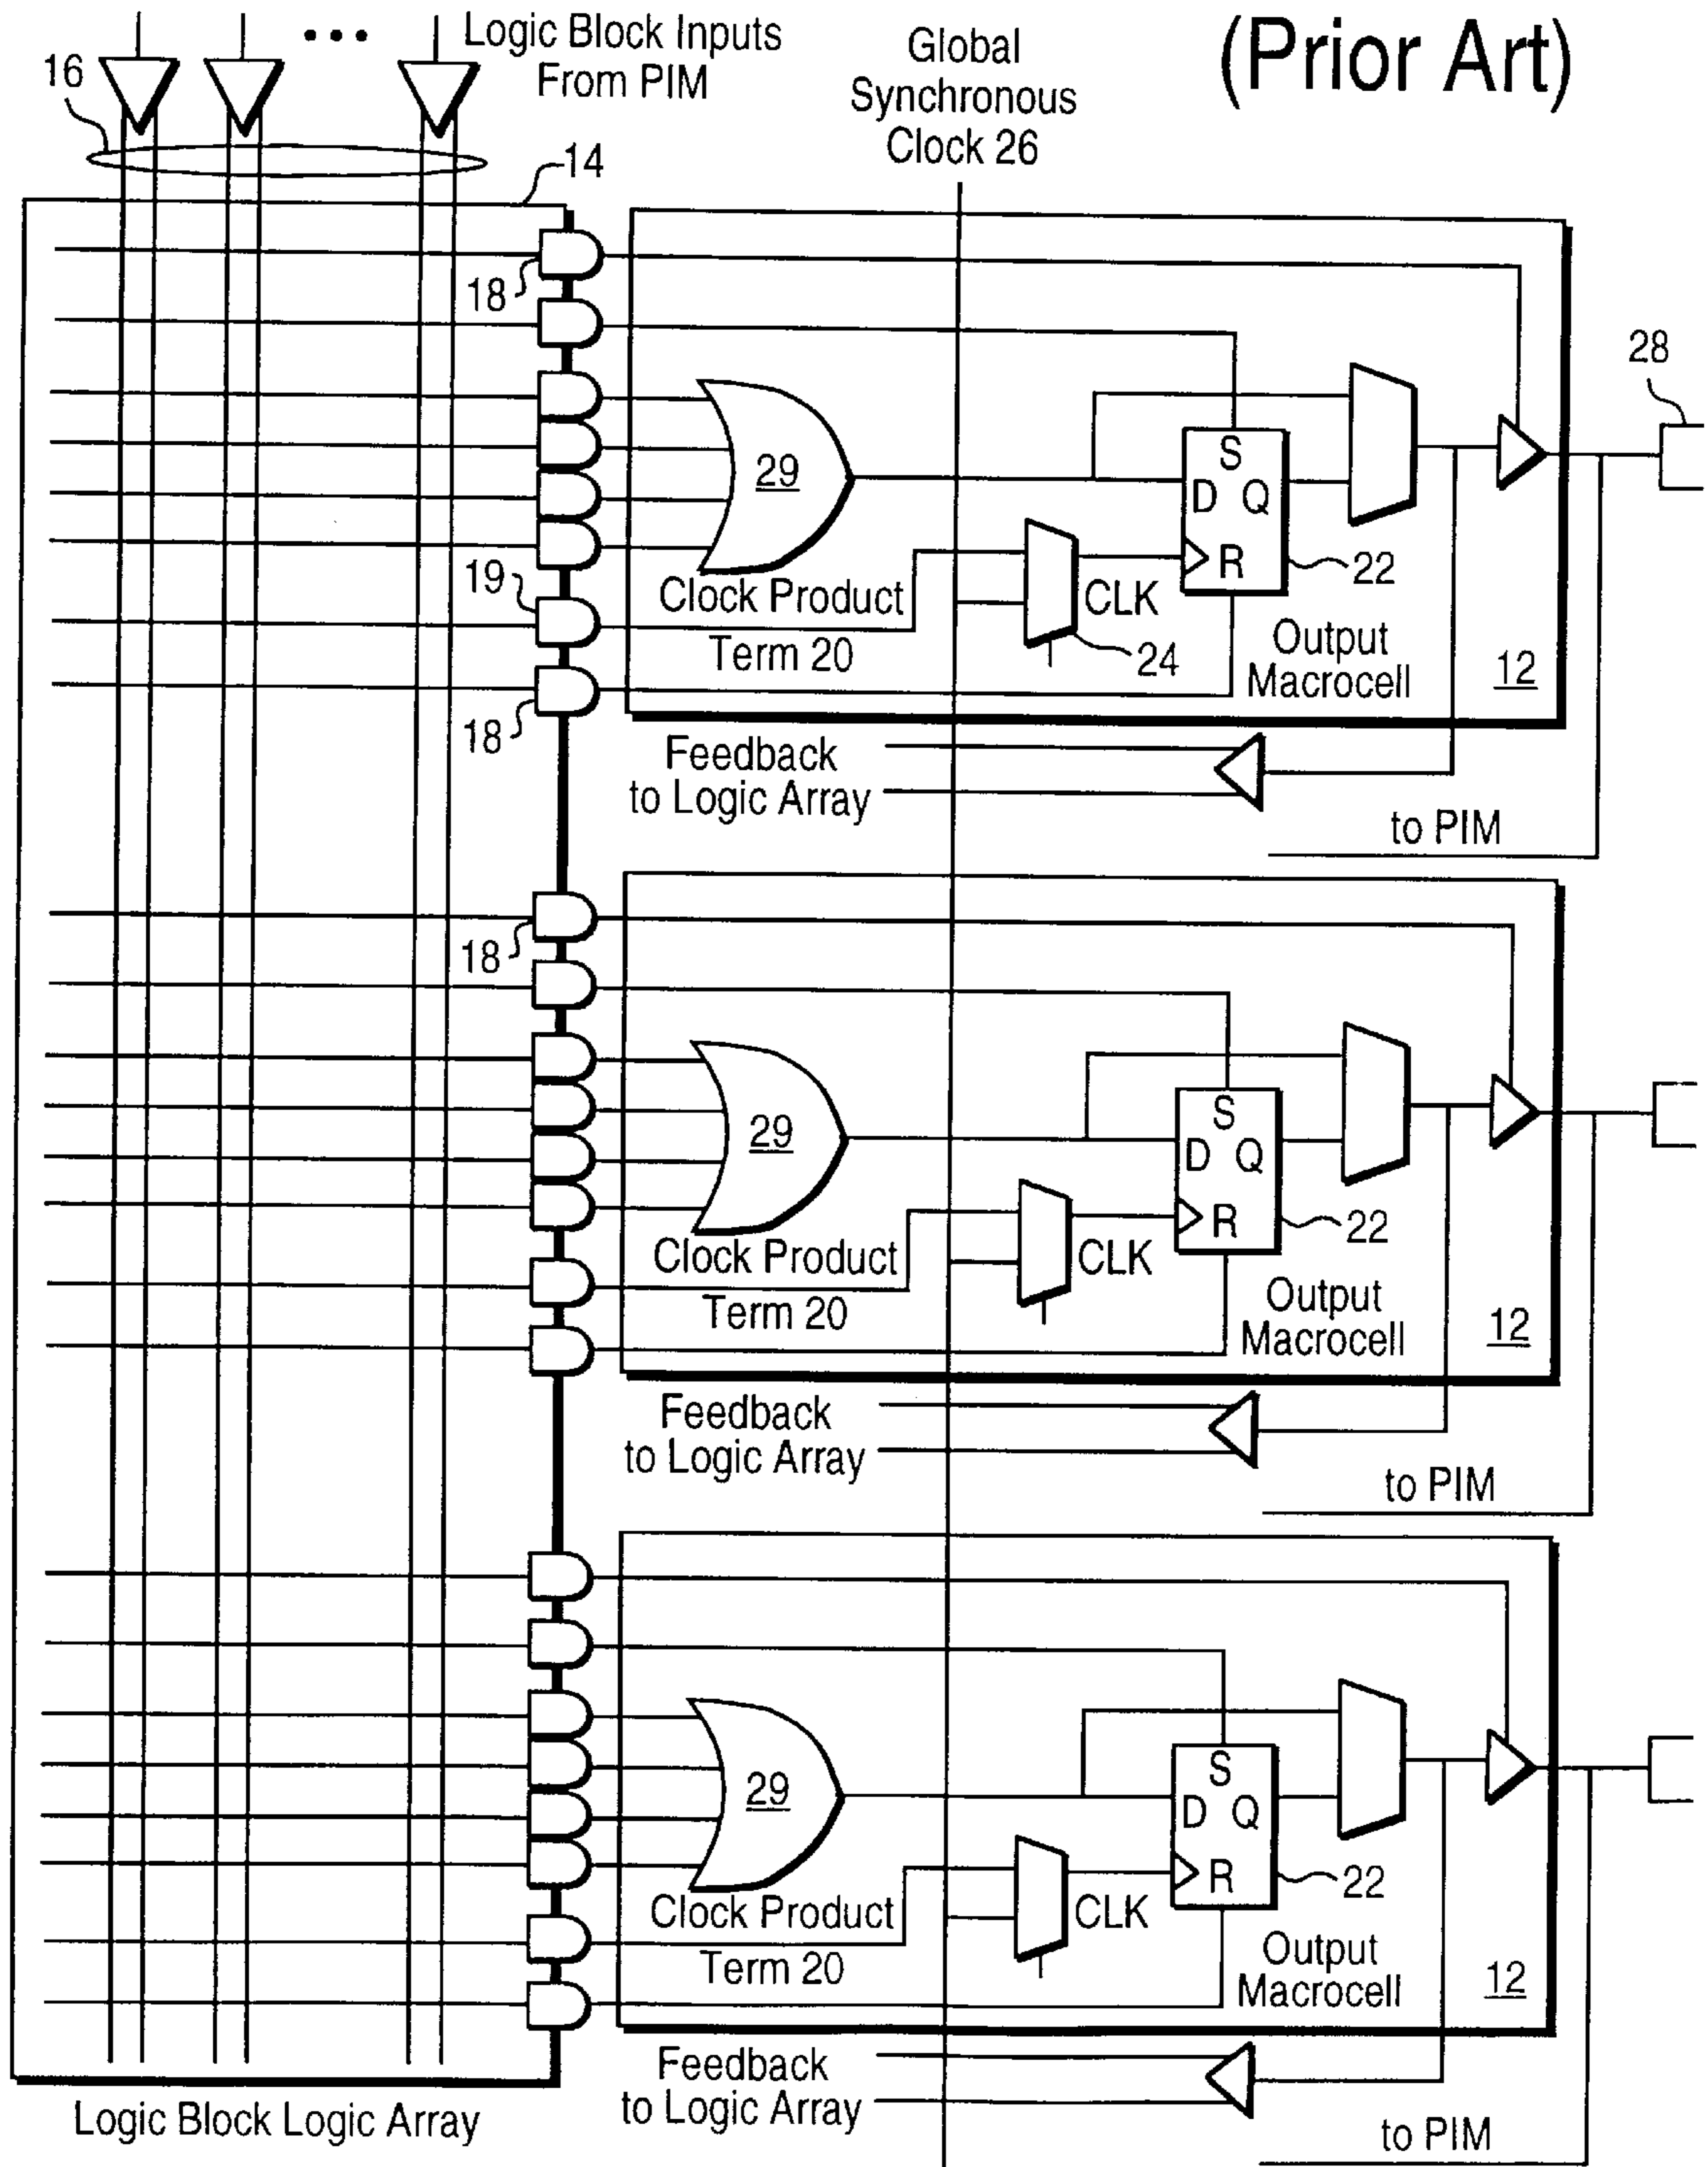 Logic Block Inputs
From PIM
Global
Synchronous
Clock 26
(Prior Art)
16
14
18
28
29
S
D Q
R
22
19
Clock Product
Term 20
CLK
24
Output
Macrocell
12
18
Feedback
to Logic Array
to PIM
18
29
S
D Q
R
22
Clock Product
Term 20
CLK
Output
Macrocell
12
Feedback
to Logic Array
to PIM
29
S
D Q
R
22
Clock Product
Term 20
CLK
Output
Macrocell
12
Feedback
to Logic Array
to PIM
Logic Block Logic Array